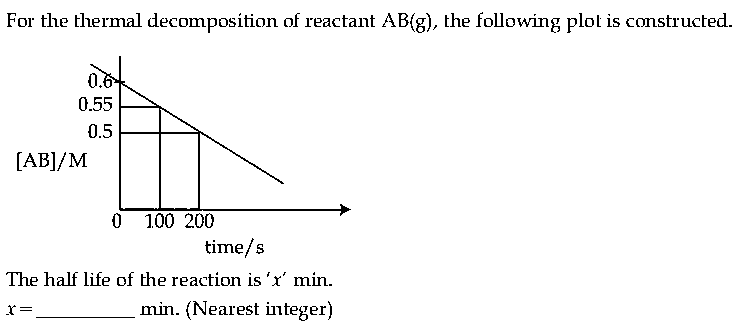 For the thermal decomposition of reactant AB(g), the following plot is constructed.
0.6
0.55
0.5
[AB]/M
0 100 200
time/s
The half life of the reaction is 'x' min.
x = __________ min. (Nearest integer)